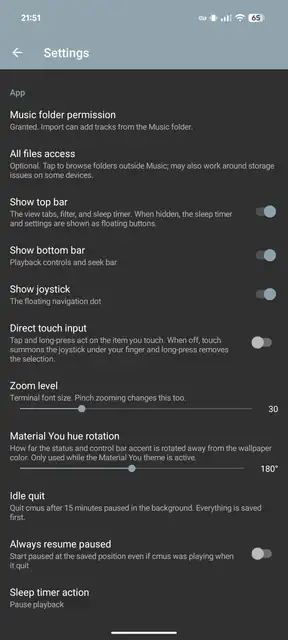 21:51
65
Settings
App
Music folder permission
Granted. Import can add tracks from the Music folder.
All files access
Optional. Tap to browse folders outside Music; may also work around storage
issues on some devices.
Show top bar
The view tabs, filter, and sleep timer. When hidden, the sleep timer
and settings are shown as floating buttons.
Show bottom bar
Playback controls and seek bar
Show joystick
The floating navigation dot
Direct touch input
Tap and long-press act on the item you touch. When off, touch
summons the joystick under your finger and long-press removes
the selection.
Zoom level
Terminal font size. Pinch zooming changes this too.
30
Material You hue rotation
How far the status and control bar accent is rotated away from the wallpaper
color. Only used while the Material You theme is active.
180°
Idle quit
Quit cmus after 15 minutes paused in the background. Everything is saved
first.
Always resume paused
Start paused at the saved position even if cmus was playing when
it quit
Sleep timer action
Pause playback